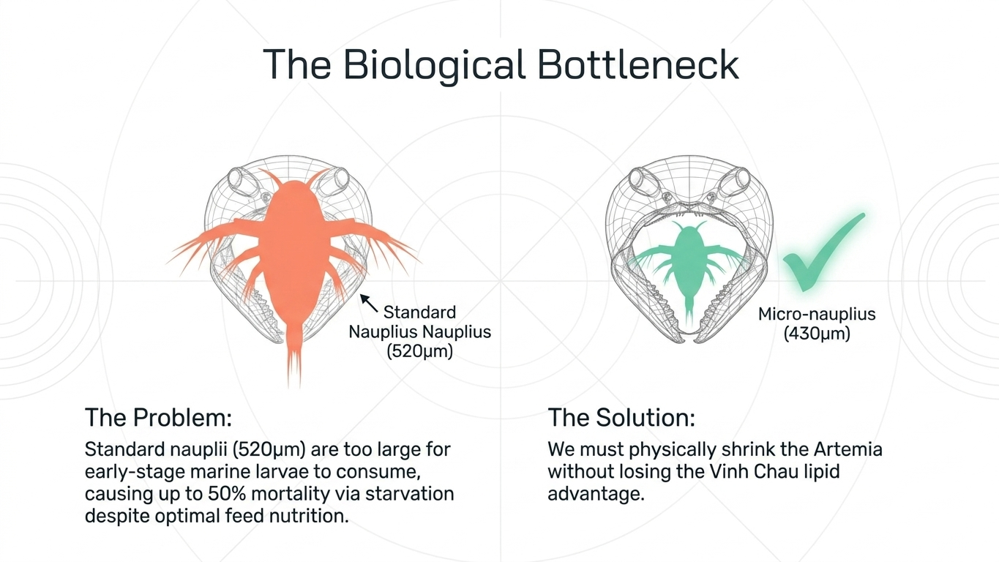 The Biological Bottleneck
Standard
Nauplius Nauplius
(520µm)
Micro-nauplius
(430µm)
The Problem:
Standard nauplii (520µm) are too large for
early-stage marine larvae to consume,
causing up to 50% mortality via starvation
despite optimal feed nutrition.
The Solution:
We must physically shrink the Artemia
without losing the Vinh Chau lipid
advantage.